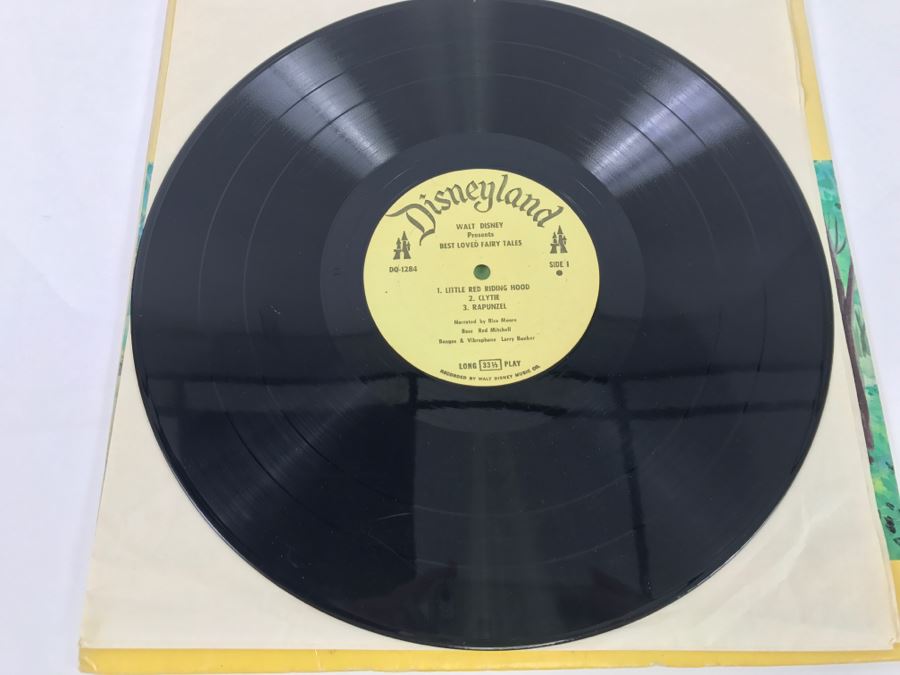 Disneyland
WALT DISNEY
Presents
BEST LOVED FAIRY TALES
DQ-1284
SIDE 1
1. LITTLE RED RIDING HOOD
2. CLYTIE
3. RAPUNZEL
Narrated by Rica Moore
Bass Red Mitchell
Bongos & Vibraphone Larry Bunker
LONG 33⅓ PLAY
RECORDED BY WALT DISNEY MUSIC CO.